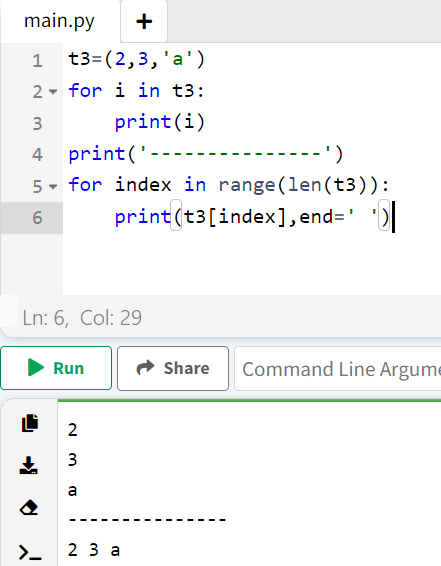 main.py +
1 t3=(2,3,'a')
2 for i in t3:
3     print(i)
4 print('---------------')
5 for index in range(len(t3)):
6     print(t3[index],end=' ')
Ln: 6, Col: 29
Run Share Command Line Argume
2
3
a
---------------
2 3 a